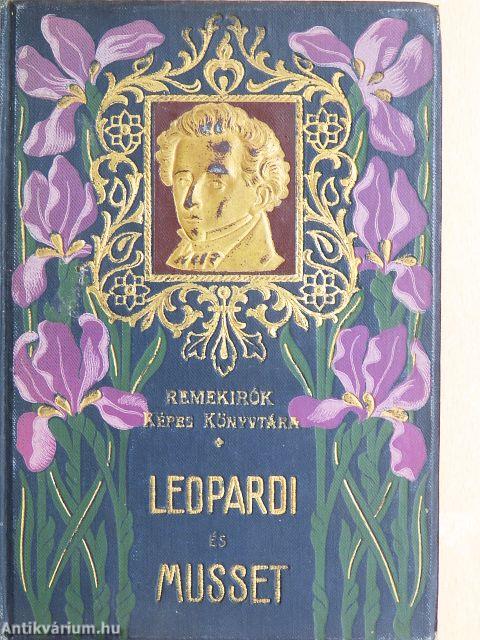 REMEKIRÓK
KÉPES KÖNYVTÁRA
LEOPARDI
ÉS
MUSSET
Antikvárium.hu